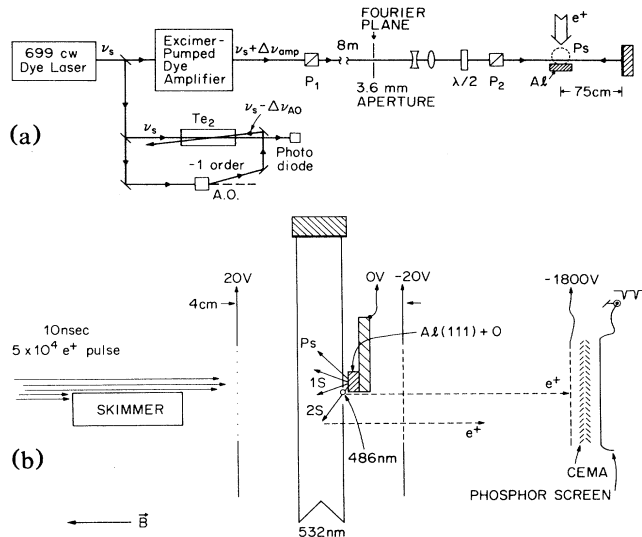 699 cw
Dye Laser
νs
Excimer-
Pumped
Dye
Amplifier
νs+Δνamp
P1
8m
FOURIER
PLANE
3.6 mm
APERTURE
λ/2
P2
e+
Ps
Al
75cm
(a)
νs
Te2
νs−ΔνAO
Photo
diode
-1 order
A.O.
20V
4cm
0V
-20V
-1800V
10nsec
5 x 10⁴ e+ pulse
Ps
1S
2S
Al(111)+O
SKIMMER
e+
e+
486nm
(b)
CEMA
PHOSPHOR SCREEN
B
532nm